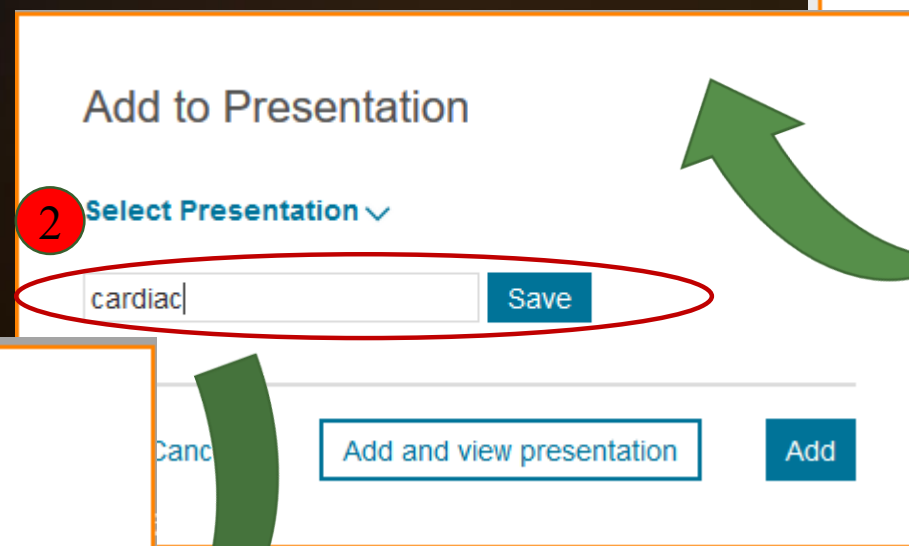 Add to Presentation
2 Select Presentation
cardiac Save
Add and view presentation Add